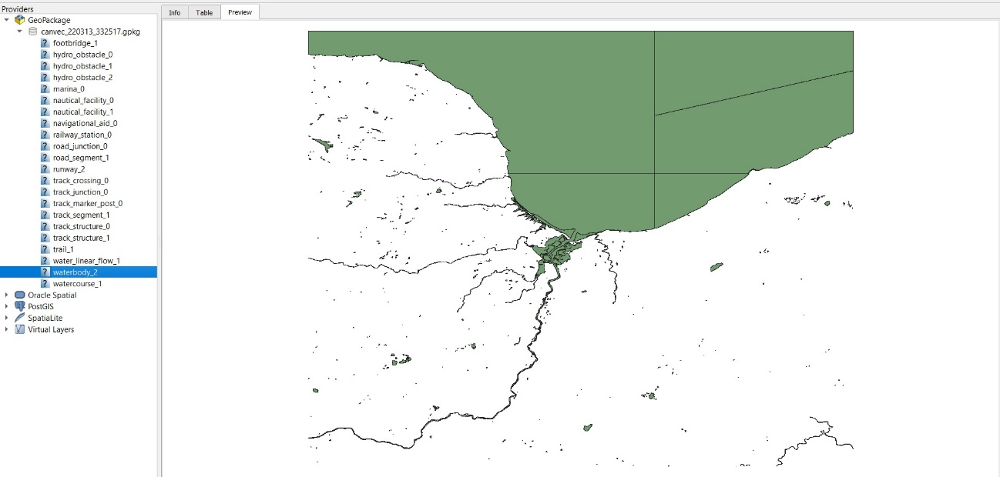 Providers
GeoPackage
canvec_220313_332517.gpkg
footbridge_1
hydro_obstacle_0
hydro_obstacle_1
hydro_obstacle_2
marina_0
nautical_facility_0
nautical_facility_1
navigational_aid_0
railway_station_0
road_junction_0
road_segment_1
runway_2
track_crossing_0
track_junction_0
track_marker_post_0
track_segment_1
track_structure_0
track_structure_1
trail_1
water_linear_flow_1
waterbody_2
watercourse_1
Oracle Spatial
PostGIS
SpatiaLite
Virtual Layers
Info Table Preview